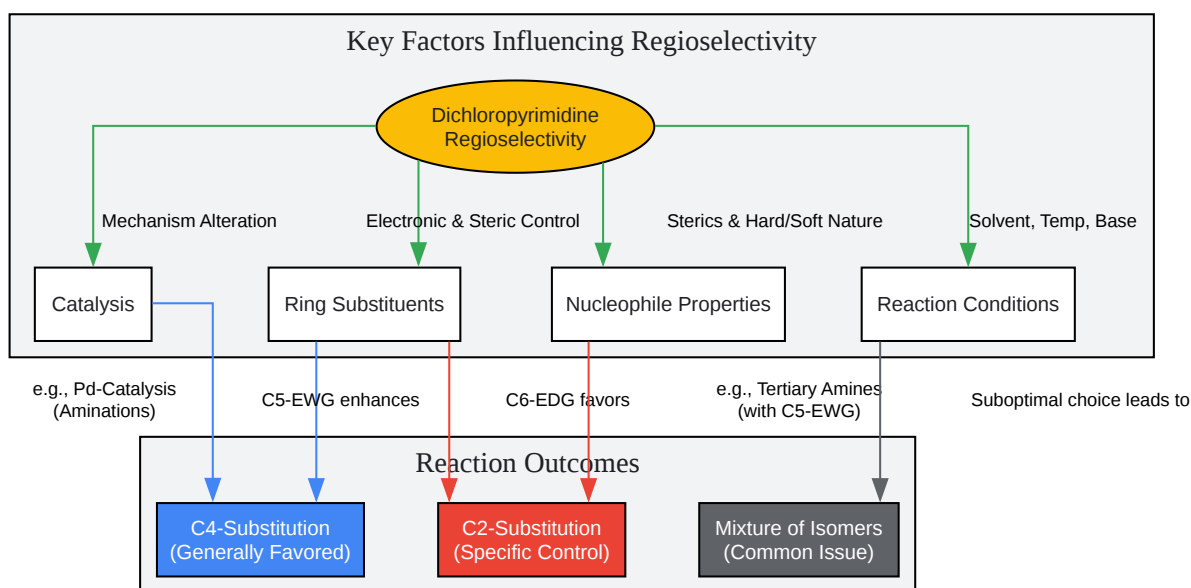 Key Factors Influencing Regioselectivity
Dichloropyrimidine
Regioselectivity
Mechanism Alteration
Electronic & Steric Control
Sterics & Hard/Soft Nature
Solvent, Temp, Base
Catalysis
Ring Substituents
Nucleophile Properties
Reaction Conditions
e.g., Pd-Catalysis
(Aminations)
C5-EWG enhances
C6-EDG favors
e.g., Tertiary Amines
(with C5-EWG)
Suboptimal choice leads to
Reaction Outcomes
C4-Substitution
(Generally Favored)
C2-Substitution
(Specific Control)
Mixture of Isomers
(Common Issue)